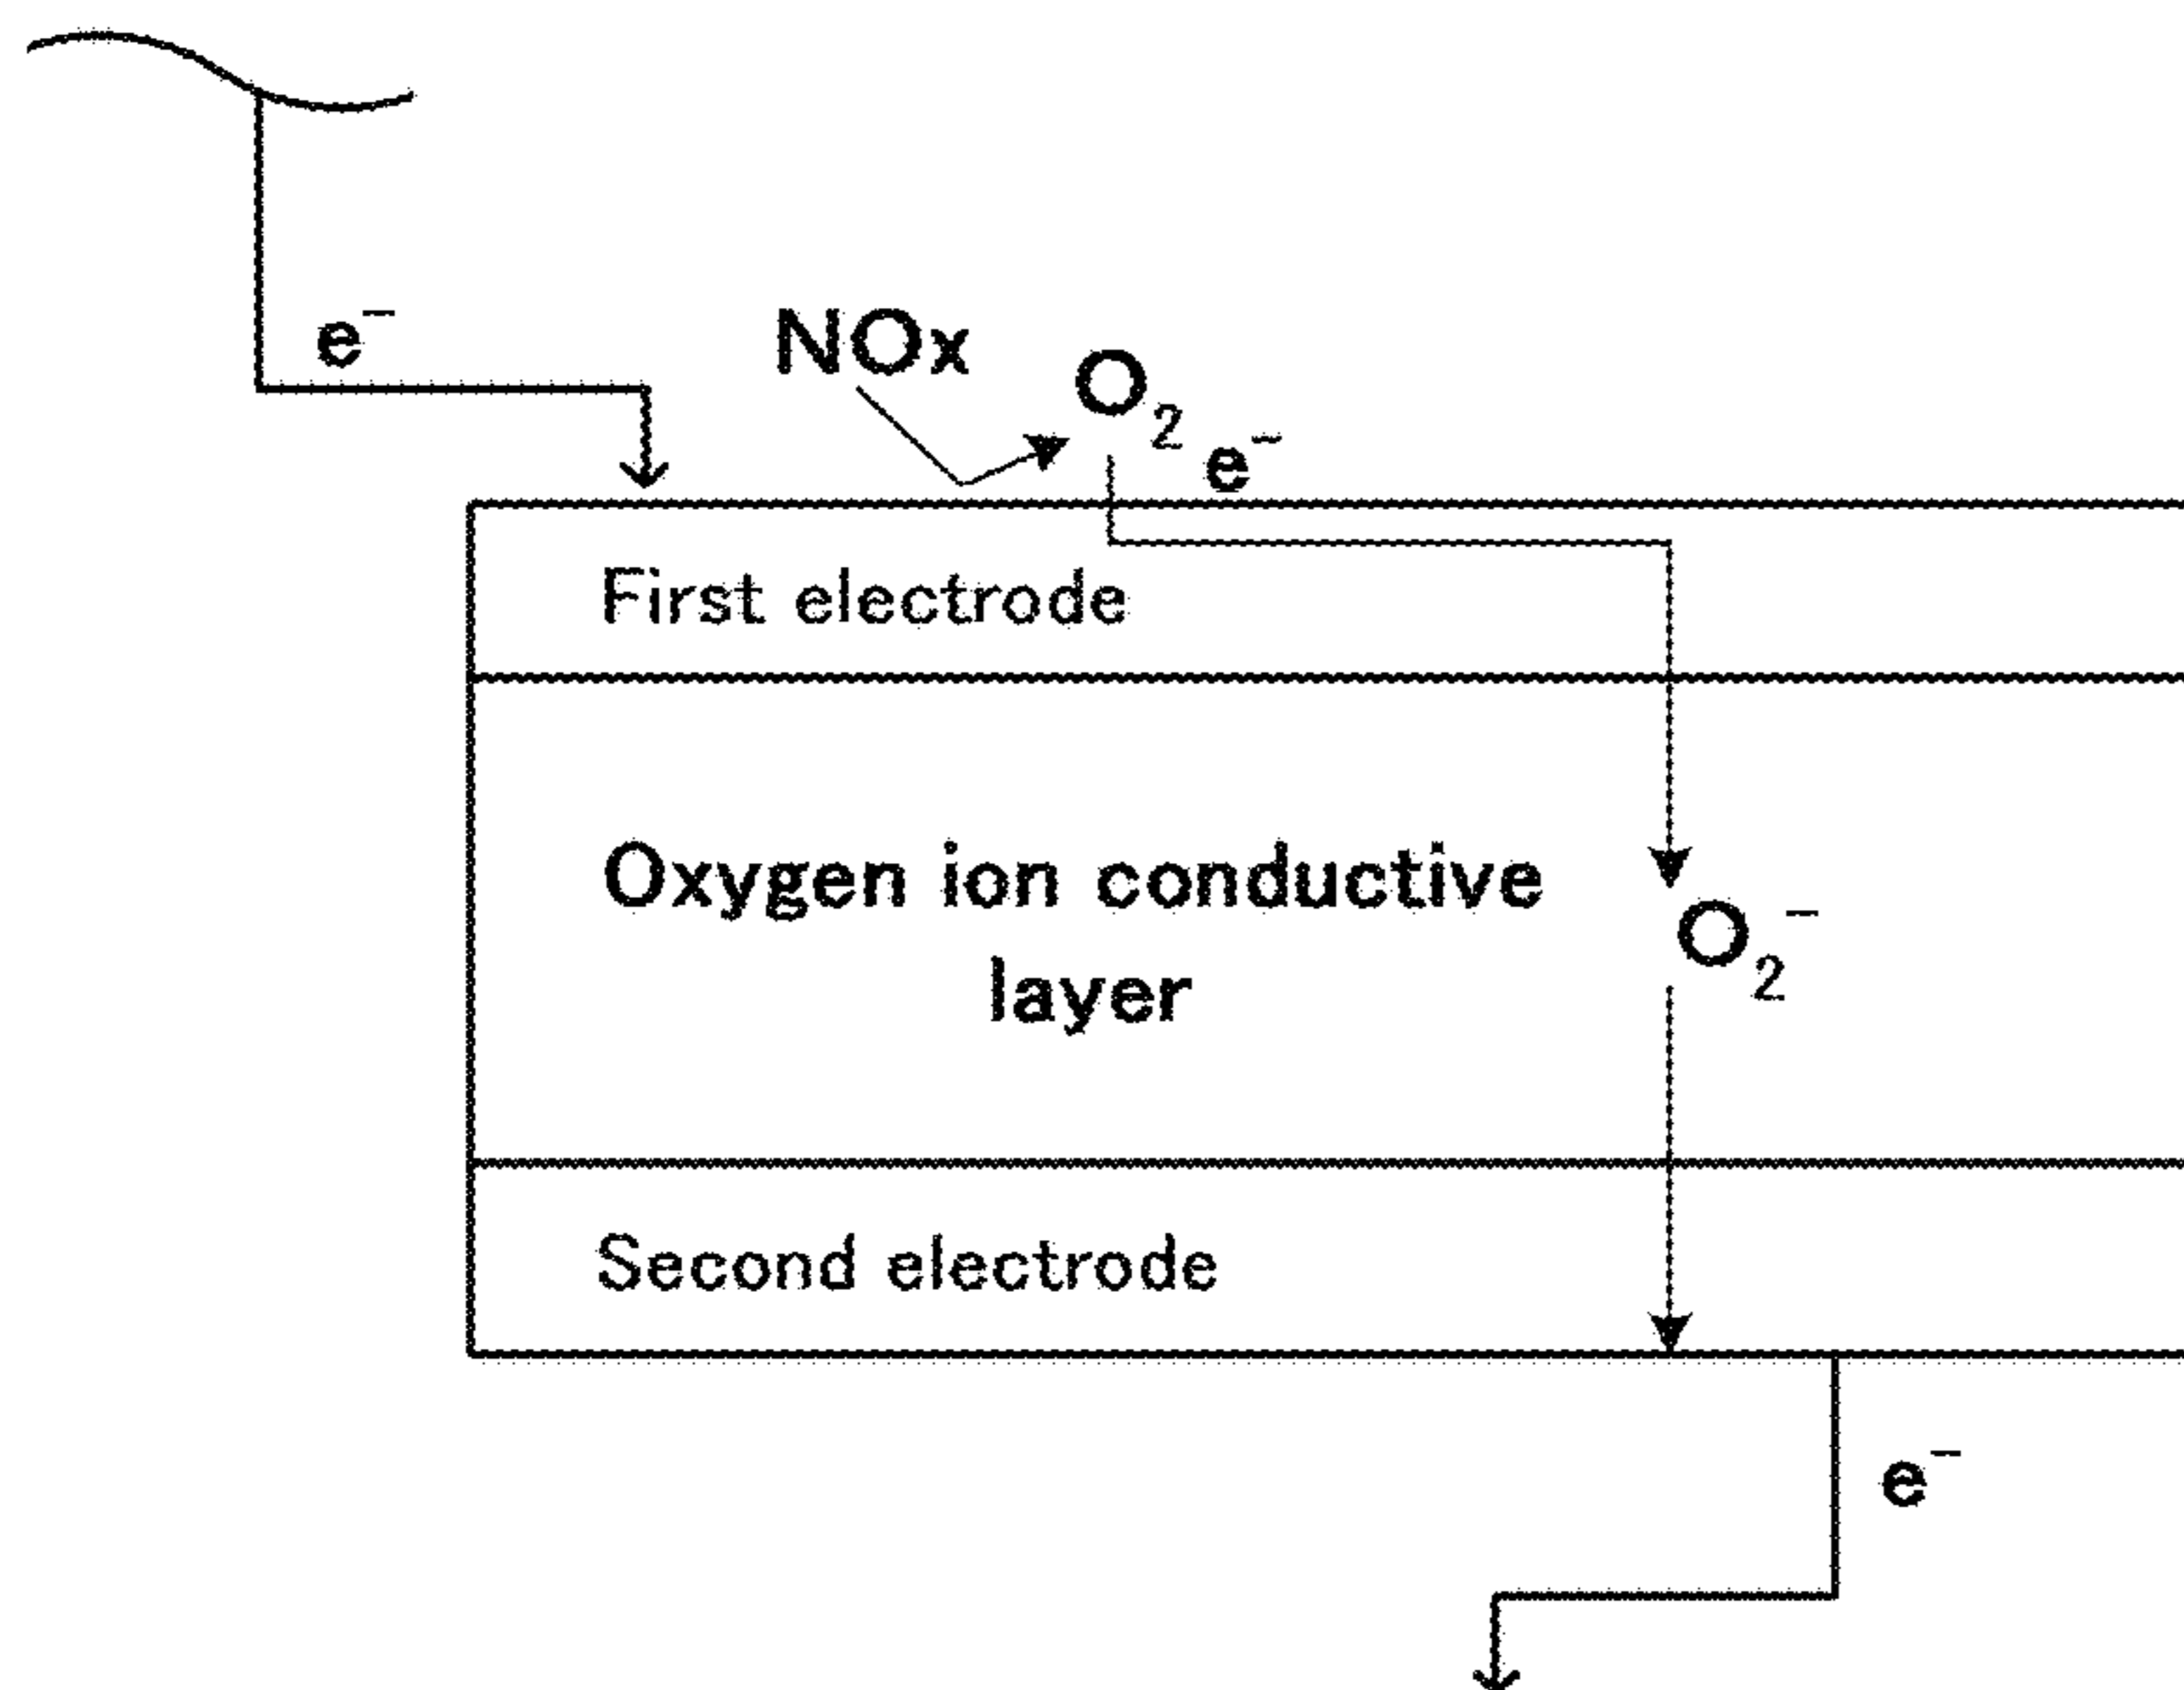 e⁻
NOx
O₂ e⁻
First electrode
Oxygen ion conductive
layer
O₂⁻
Second electrode
e⁻